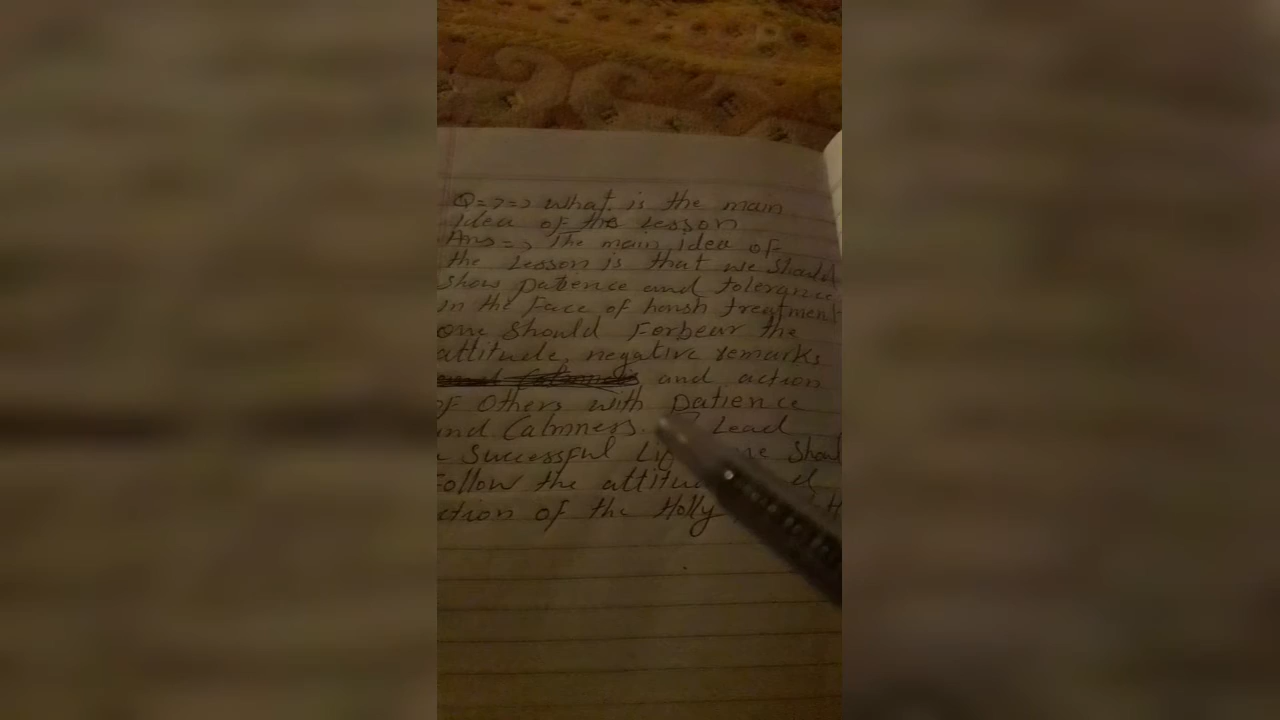 Q=>=> What is the main
idea of the Lesson
Ans=> The main idea of
the Lesson is that we should
show patience and tolerance
in the Face of harsh treatment
one should Forbear the
attitude, negative remarks
and action
of Others with patience
and Calmness. Lead
a Successful should
Follow the
ction of the Holly